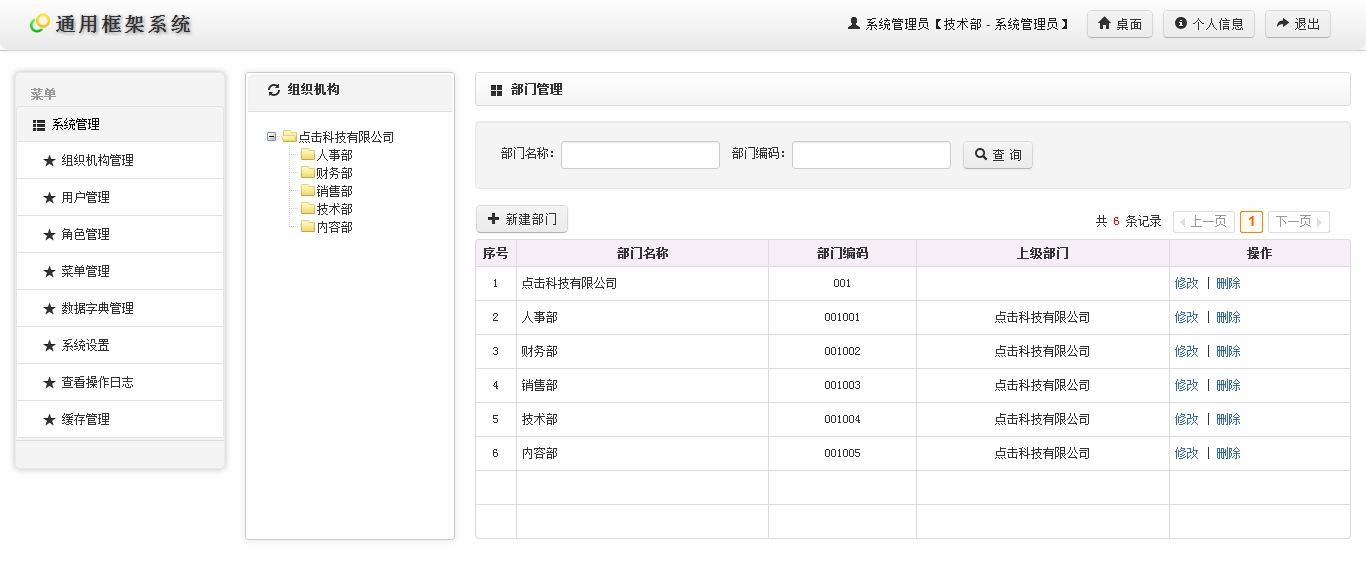 通用框架系统
系统管理员【技术部 - 系统管理员】 桌面 个人信息 退出
菜单
系统管理
组织机构管理
用户管理
角色管理
菜单管理
数据字典管理
系统设置
查看操作日志
缓存管理
组织机构
点击科技有限公司
人事部
财务部
销售部
技术部
内容部
部门管理
部门名称: 部门编码: 查 询
新建部门 共 6 条记录 上一页 1 下一页
序号 部门名称 部门编码 上级部门 操作
1 点击科技有限公司 001 修改 | 删除
2 人事部 001001 点击科技有限公司 修改 | 删除
3 财务部 001002 点击科技有限公司 修改 | 删除
4 销售部 001003 点击科技有限公司 修改 | 删除
5 技术部 001004 点击科技有限公司 修改 | 删除
6 内容部 001005 点击科技有限公司 修改 | 删除